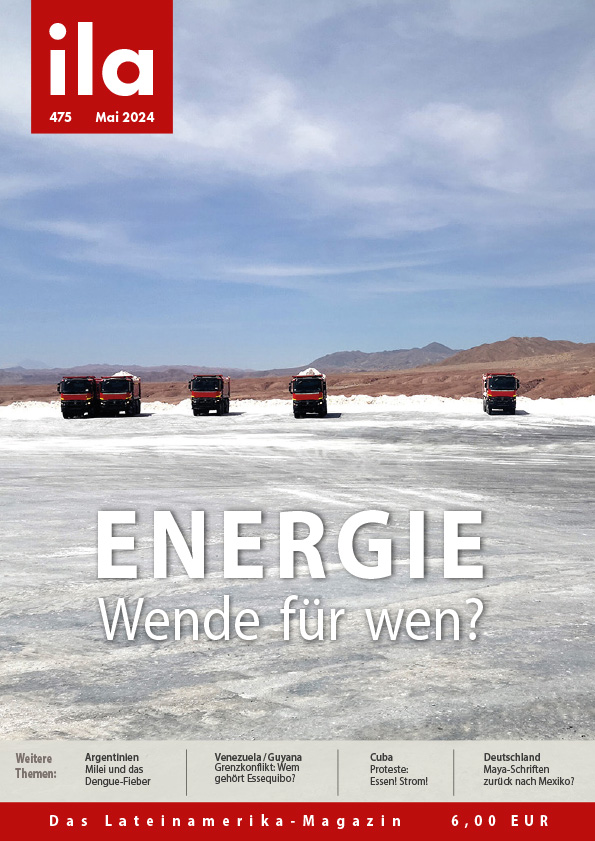 ila
475 Mai 2024
ENERGIE
Wende für wen?
Weitere
Themen:
Argentinien
Milei und das
Dengue-Fieber
Venezuela / Guyana
Grenzkonflikt: Wem
gehört Essequibo?
Cuba
Proteste:
Essen! Strom!
Deutschland
Maya-Schriften
zurück nach Mexiko?
Das Lateinamerika-Magazin 6,00 EUR